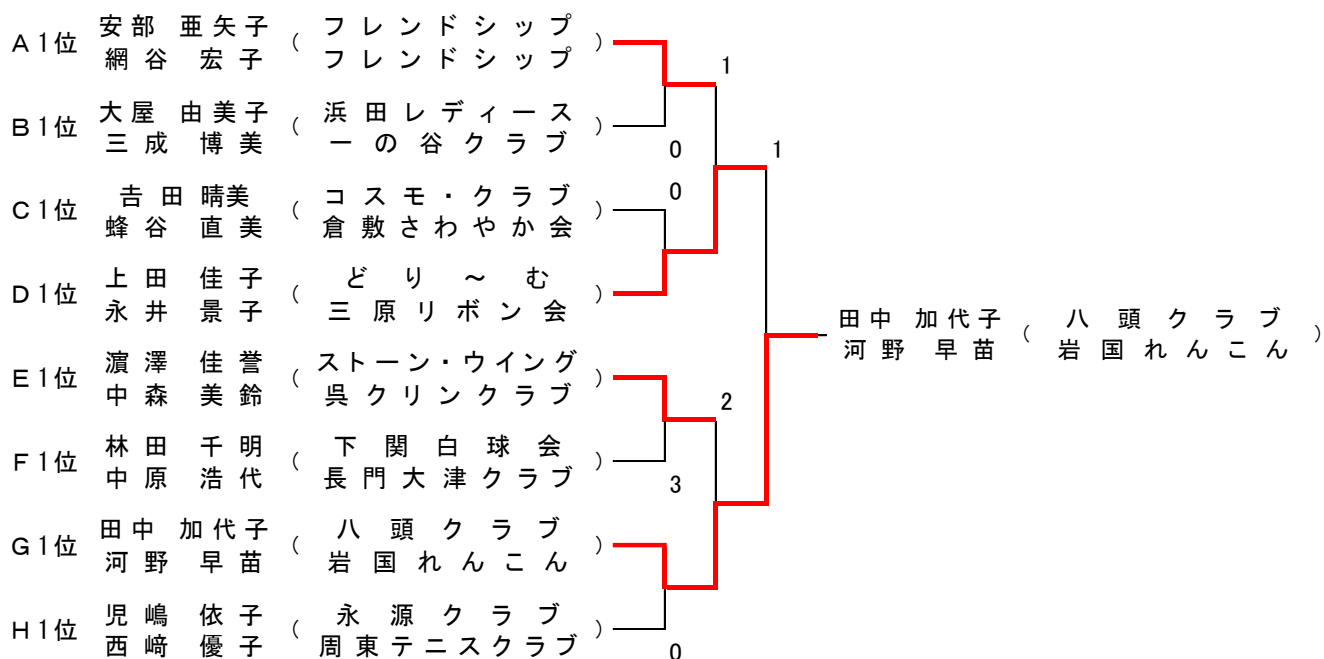 A1位 安部 亜矢子 ( フレンドシップ )
網谷 宏子 フレンドシップ
1
B1位 大屋 由美子 ( 浜田レディース )
三成 博美 一の谷クラブ
0
1
C1位 𠮷田 晴美 ( コスモ・クラブ )
蜂谷 直美 倉敷さわやか会
0
D1位 上田 佳子 ( どり～む )
永井 景子 三原リボン会
田中 加代子 ( 八頭クラブ )
河野 早苗 岩国れんこん
E1位 濵澤 佳誉 ( ストーン・ウイング )
中森 美鈴 呉クリンクラブ
2
F1位 林田 千明 ( 下関白球会 )
中原 浩代 長門大津クラブ
3
G1位 田中 加代子 ( 八頭クラブ )
河野 早苗 岩国れんこん
H1位 児嶋 依子 ( 永源クラブ )
西﨑 優子 周東テニスクラブ
0